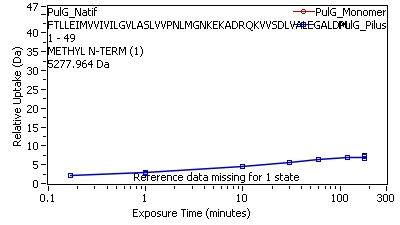 PulG_Natif
PulG_Monomer
FTLLEIMVVIVILGVLASLVVPNLMGNKEKADRQKVVSDLVALEGALDM
PulG_Pilus
1 - 49
METHYL N-TERM (1)
5277.964 Da
47
40
35
30
25
20
15
10
5
0
Relative Uptake (Da)
Reference data missing for 1 state
0.1 1 10 100 300
Exposure Time (minutes)